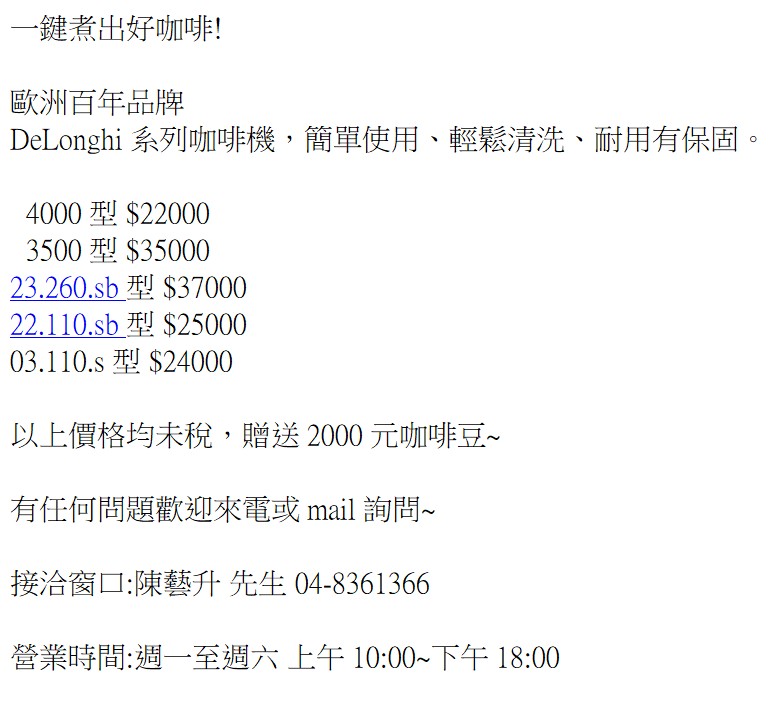 一鍵煮出好咖啡!
歐洲百年品牌
DeLonghi 系列咖啡機，簡單使用、輕鬆清洗、耐用有保固。
4000 型 $22000
3500 型 $35000
23.260.sb 型 $37000
22.110.sb 型 $25000
03.110.s 型 $24000
以上價格均未稅，贈送 2000 元咖啡豆~
有任何問題歡迎來電或 mail 詢問~
接洽窗口:陳藝升 先生 04-8361366
營業時間:週一至週六 上午 10:00~下午 18:00